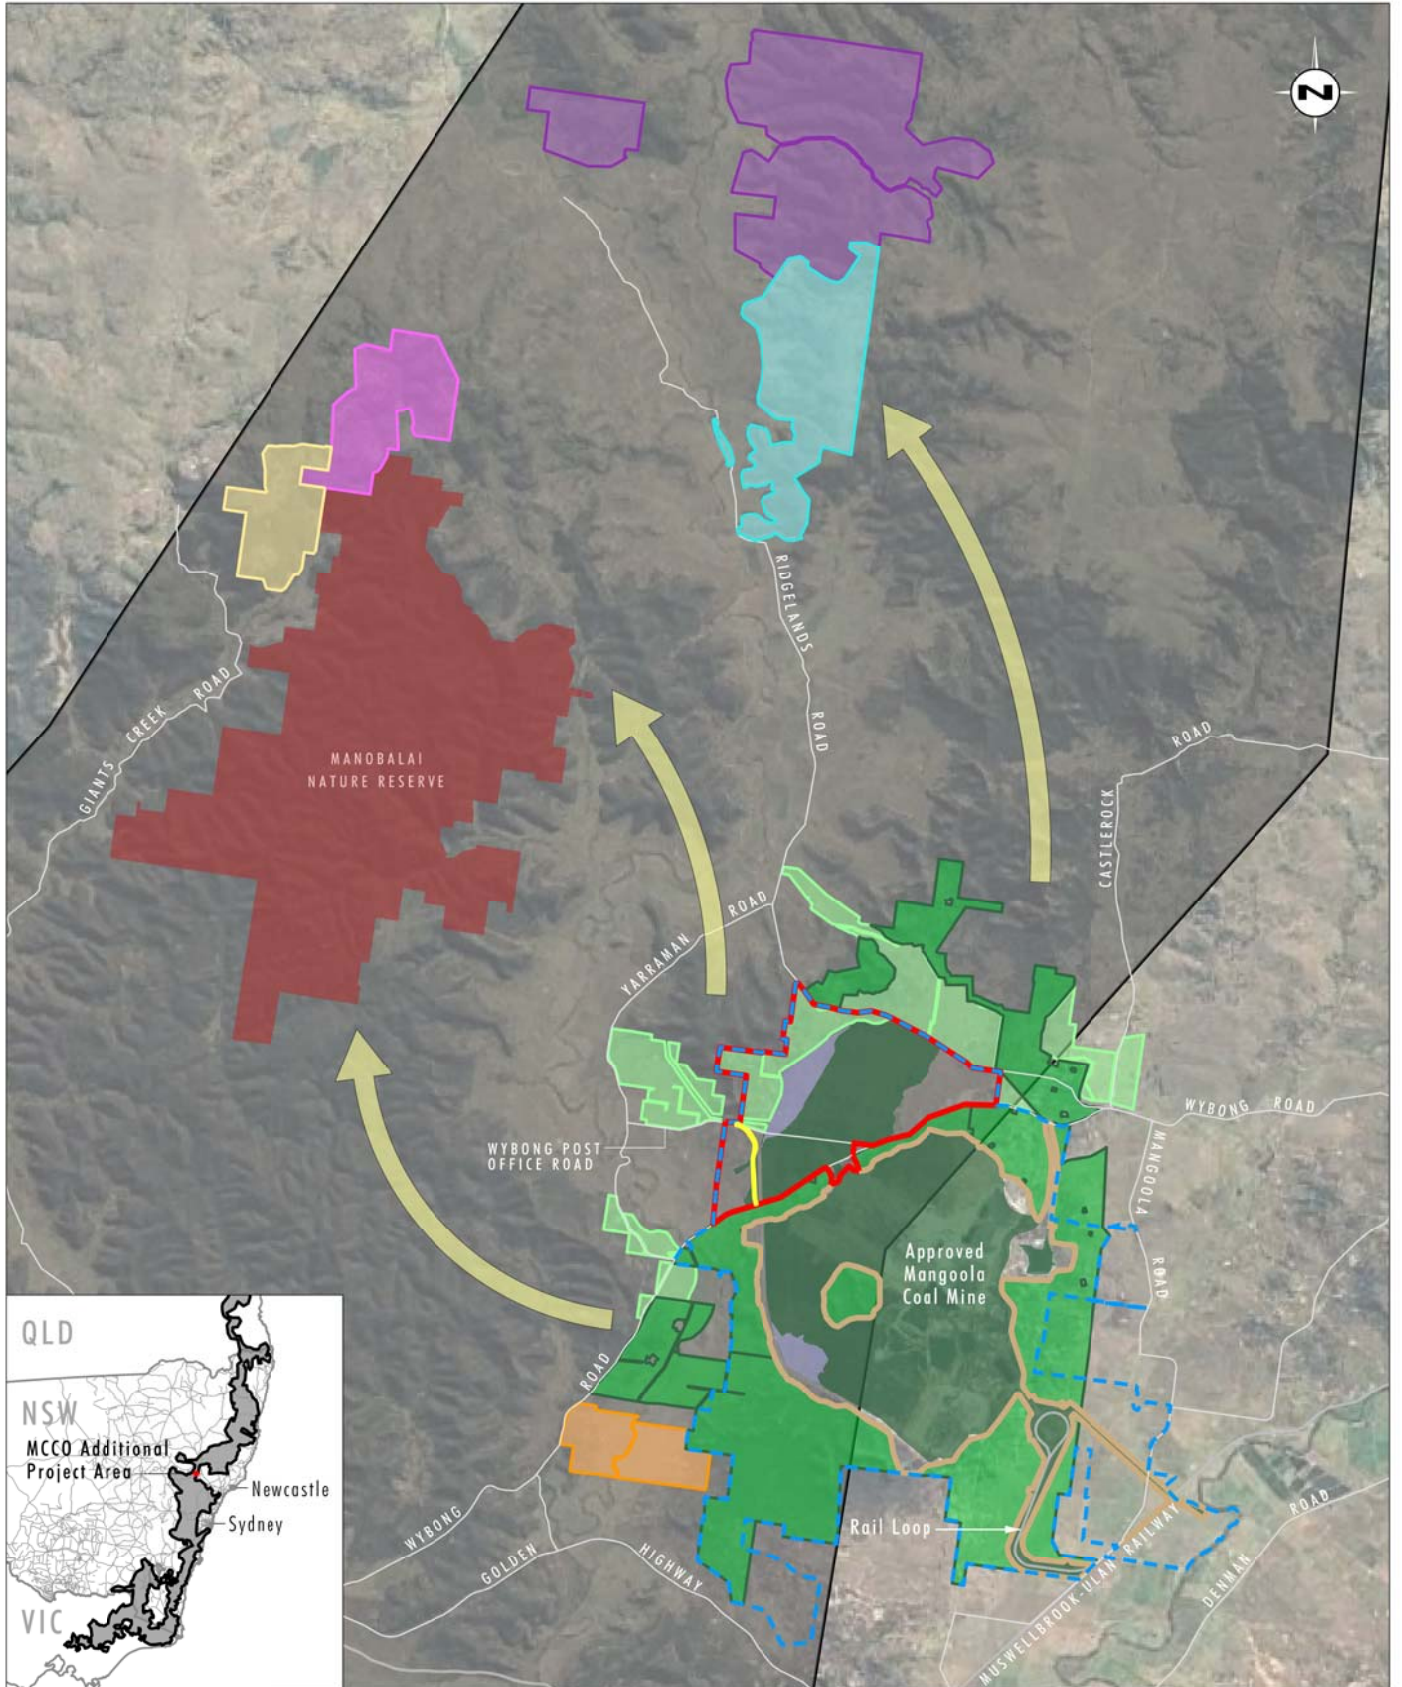 N
RIDGELANDS
ROAD
ROAD
CASTLEROCK
GIANTS CREEK ROAD
MANOBALAI
NATURE RESERVE
YARRAMAN ROAD
WYBONG ROAD
WYBONG POST
OFFICE ROAD
MANGOOLA
ROAD
Approved
Mangoola
Coal Mine
ROAD
WYBONG
GOLDEN
HIGHWAY
Rail Loop
MUSWELLBROOK-ULAN RAILWAY
DENMAN
ROAD
QLD
NSW
MCCO Additional
Project Area
Newcastle
Sydney
VIC